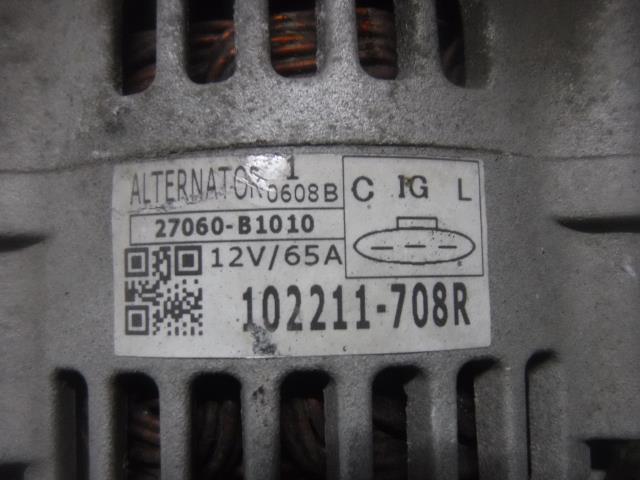 1
ALTERNATOR 0608B
27060-B1010
12V/65A
C IG L
102211-708R